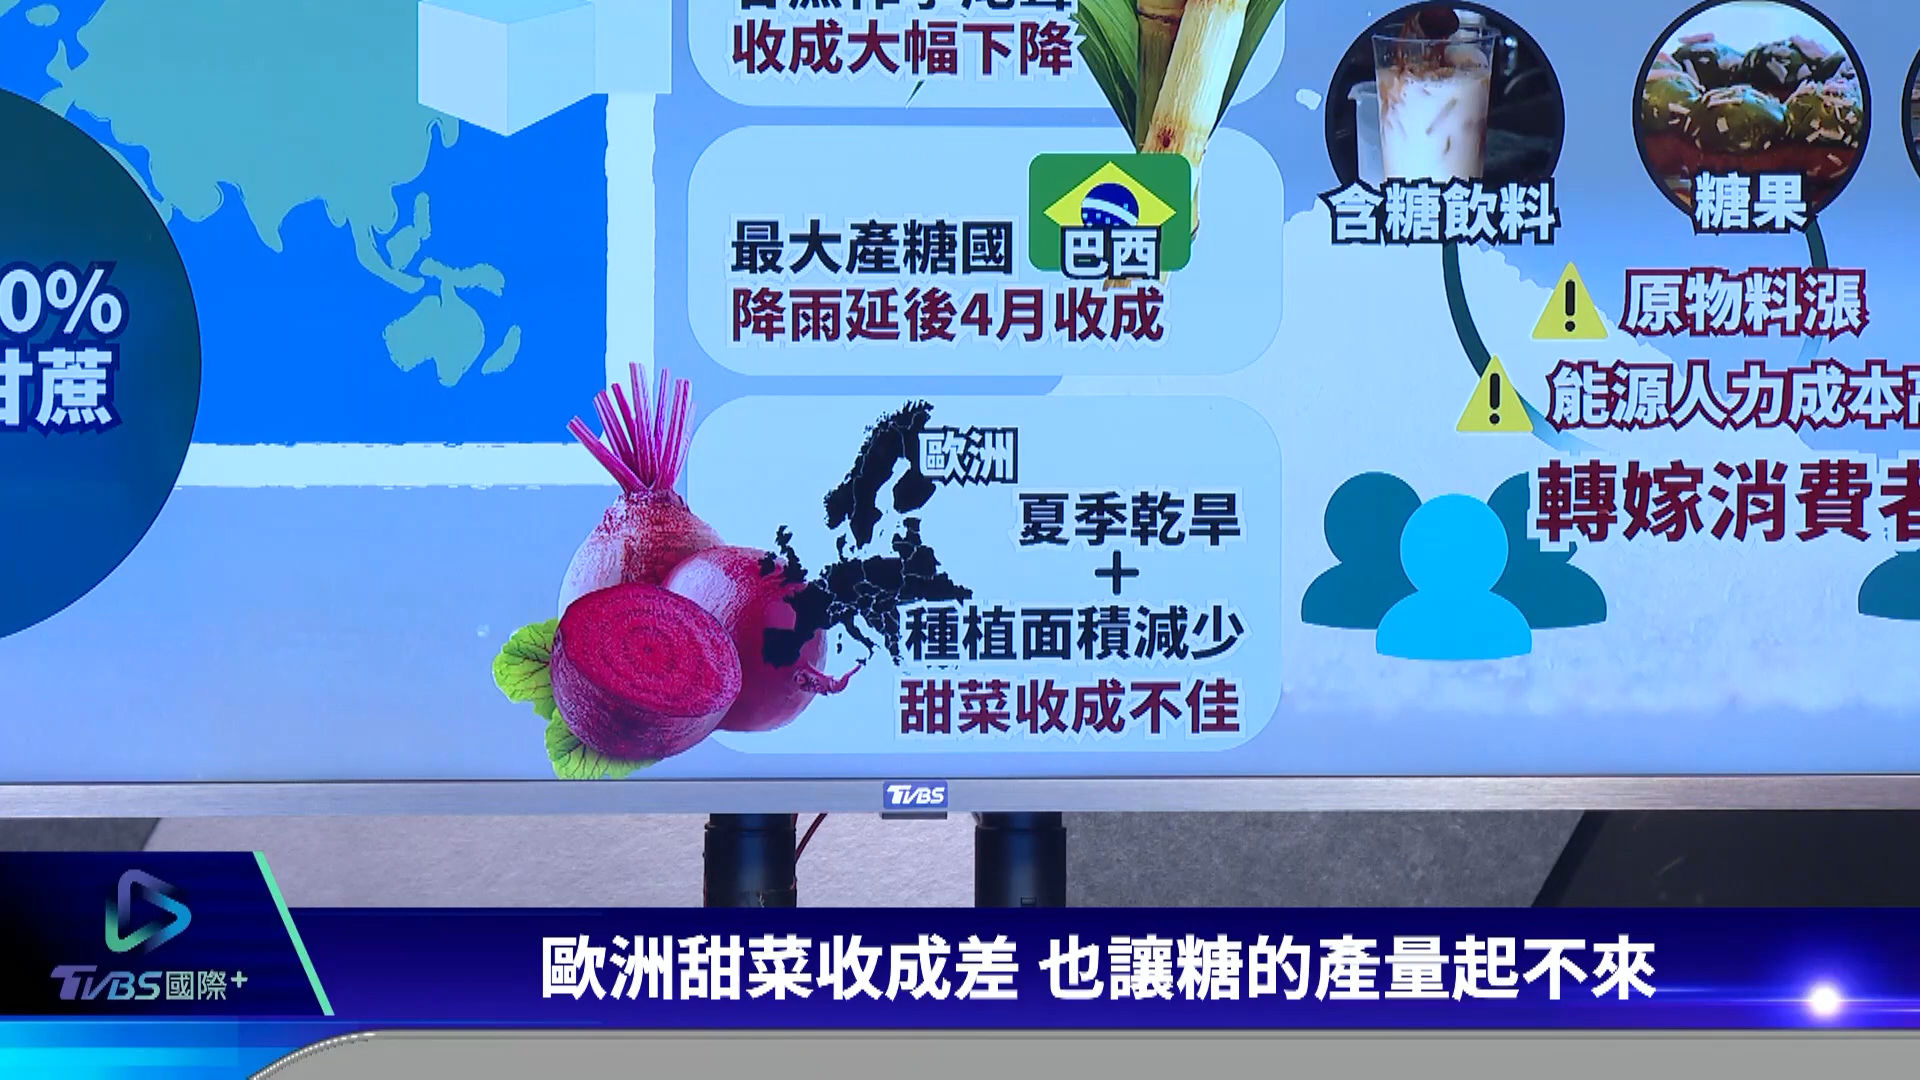 收成大幅下降
最大產糖國
巴西
降雨延後4月收成
歐洲
夏季乾旱
+
種植面積減少
甜菜收成不佳
0%
甘蔗
含糖飲料
糖果
原物料漲
能源人力成本高
轉嫁消費者
TVBS
TVBS國際+
歐洲甜菜收成差 也讓糖的產量起不來